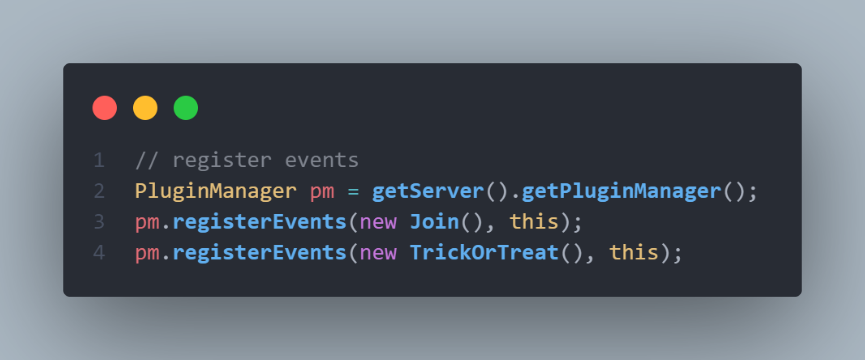 1 // register events
2 PluginManager pm = getServer().getPluginManager();
3 pm.registerEvents(new Join(), this);
4 pm.registerEvents(new TrickOrTreat(), this);